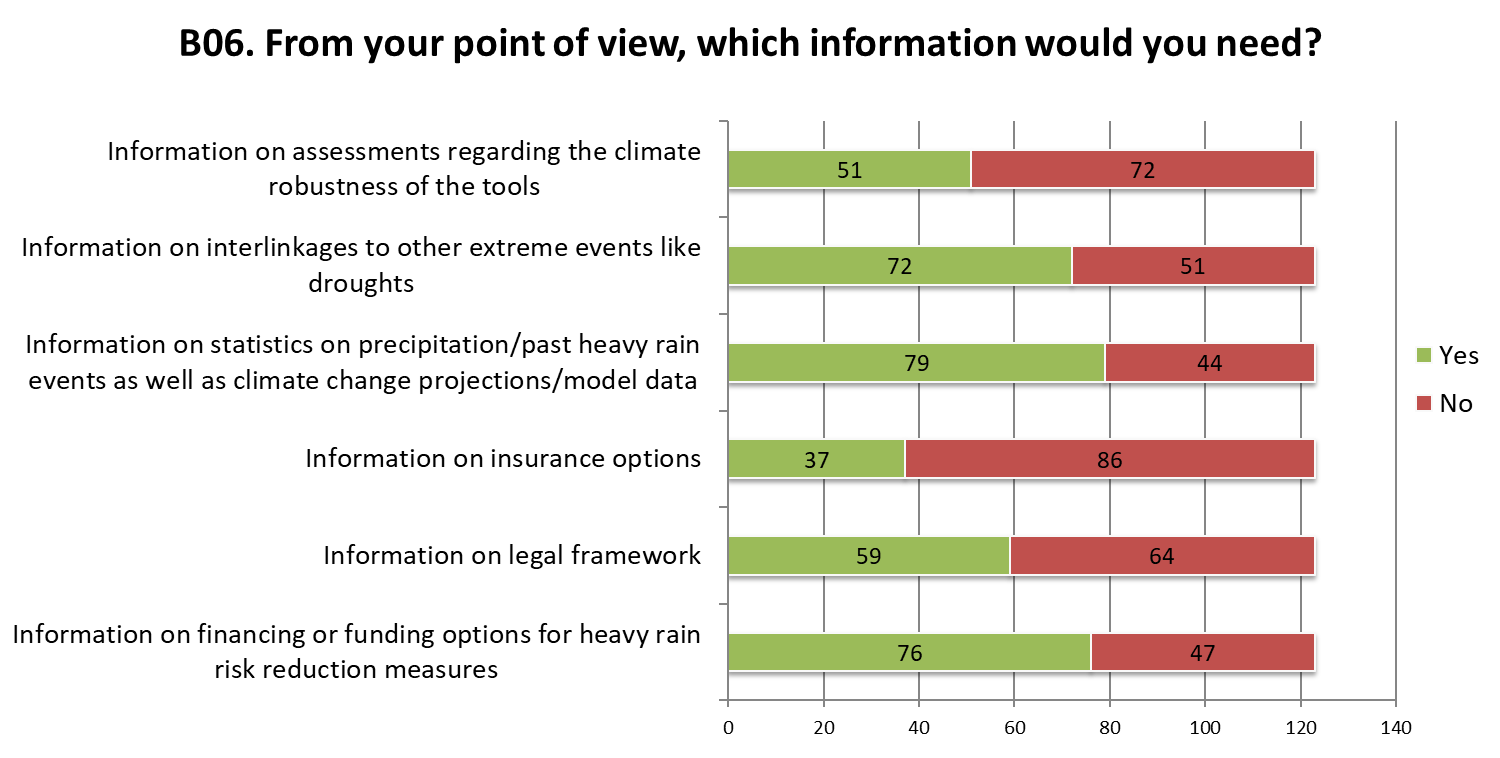 B06. From your point of view, which information would you need?
Information on assessments regarding the climate
robustness of the tools
51 72
Information on interlinkages to other extreme events like
droughts
72 51
Information on statistics on precipitation/past heavy rain
events as well as climate change projections/model data
79 44
Information on insurance options
37 86
Information on legal framework
59 64
Information on financing or funding options for heavy rain
risk reduction measures
76 47
0 20 40 60 80 100 120 140
Yes
No